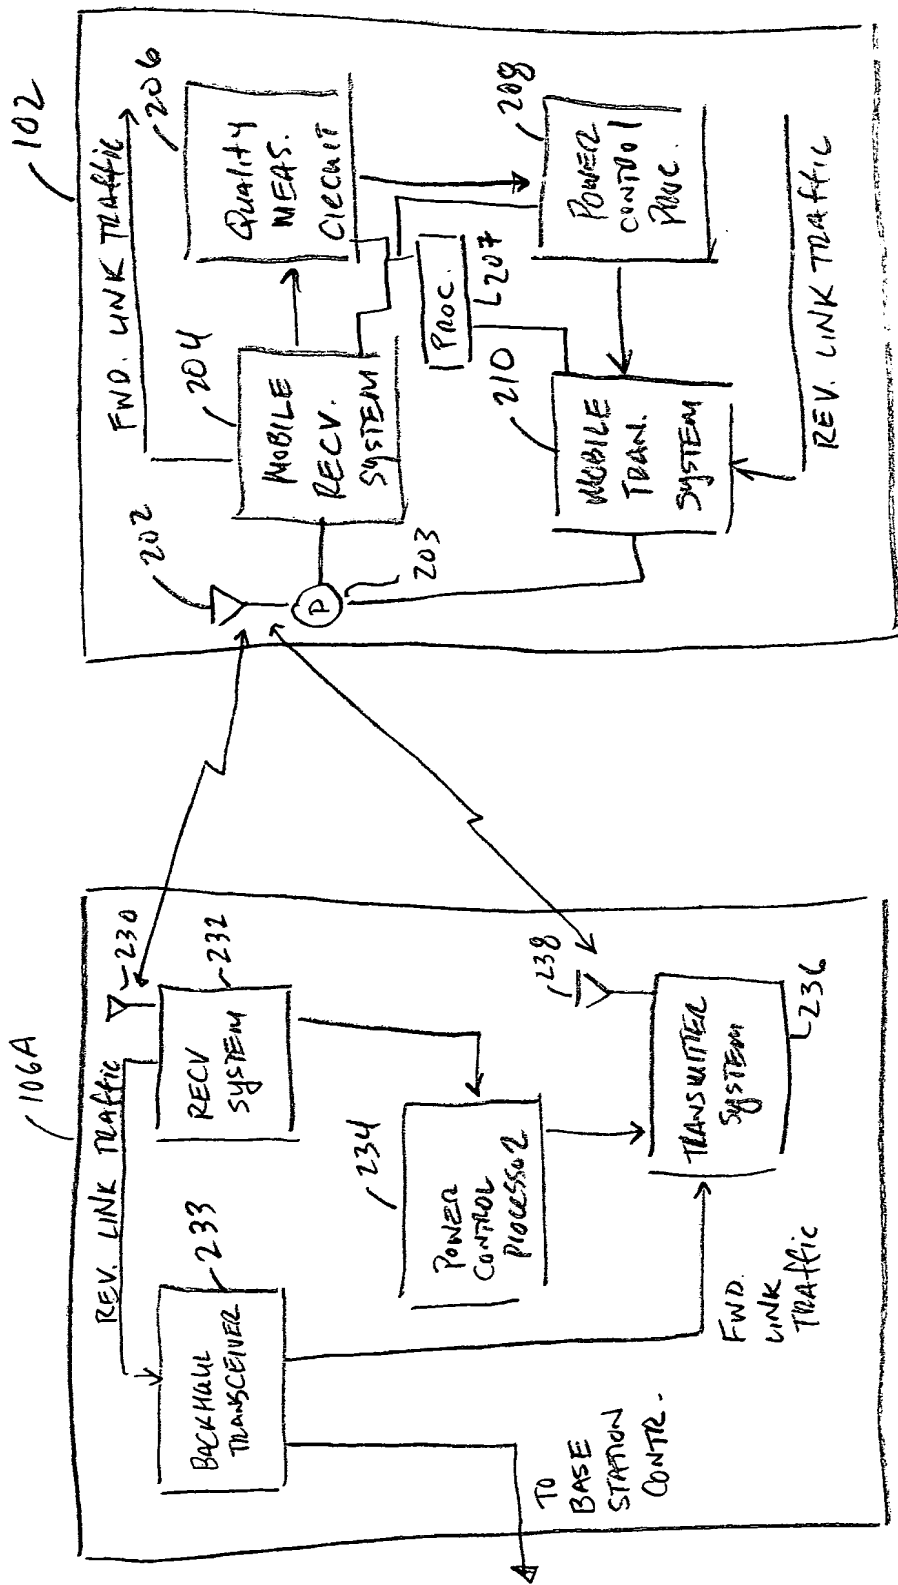 106A
REV. LINK TRAFFIC
230
RECV
SYSTEM
232
BACKHAUL
TRANSCEIVER
233
234
POWER
CONTROL
PROCESSOR
238
TRANSMITTER
SYSTEM
236
FWD.
LINK
TRAFFIC
TO
BASE
STATION
CONTR.
102
FWD. LINK TRAFFIC
202
D
203
204
MOBILE
RECV.
SYSTEM
206
Quality
MEAS.
CIRCUIT
PROC.
207
208
POWER
CONTROL
PROC.
210
MOBILE
TRAN.
SYSTEM
REV. LINK TRAFFIC